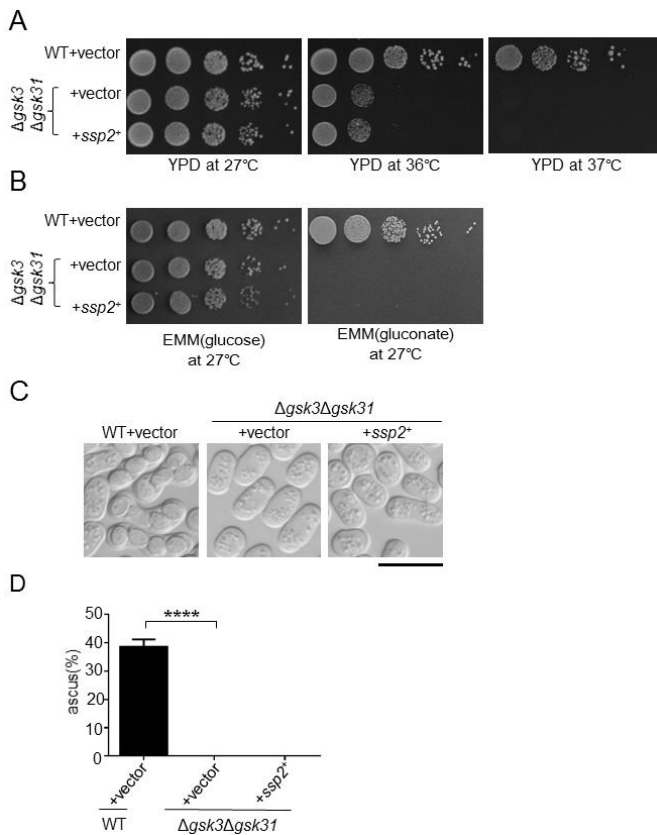 A
WT+vector
Δgsk3
Δgsk31
+vector
+ssp2⁺
YPD at 27℃
YPD at 36℃
YPD at 37℃
B
WT+vector
Δgsk3
Δgsk31
+vector
+ssp2⁺
EMM(glucose)
at 27℃
EMM(gluconate)
at 27℃
C
Δgsk3Δgsk31
WT+vector
+vector
+ssp2⁺
D
50
40
30
20
10
0
ascus(%)
****
+vector
+vector
+ssp2⁺
WT
Δgsk3Δgsk31